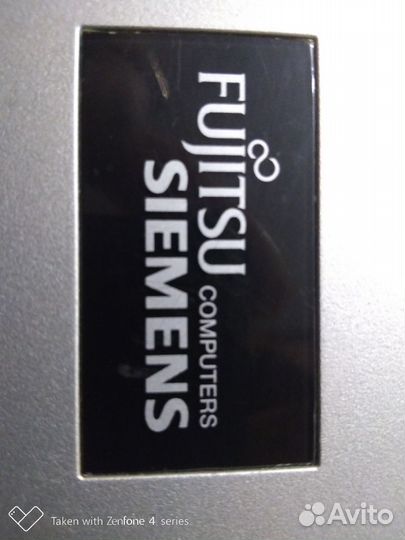 FUJITSU COMPUTERS
SIEMENS
Taken with Zenfone 4 series
Avito